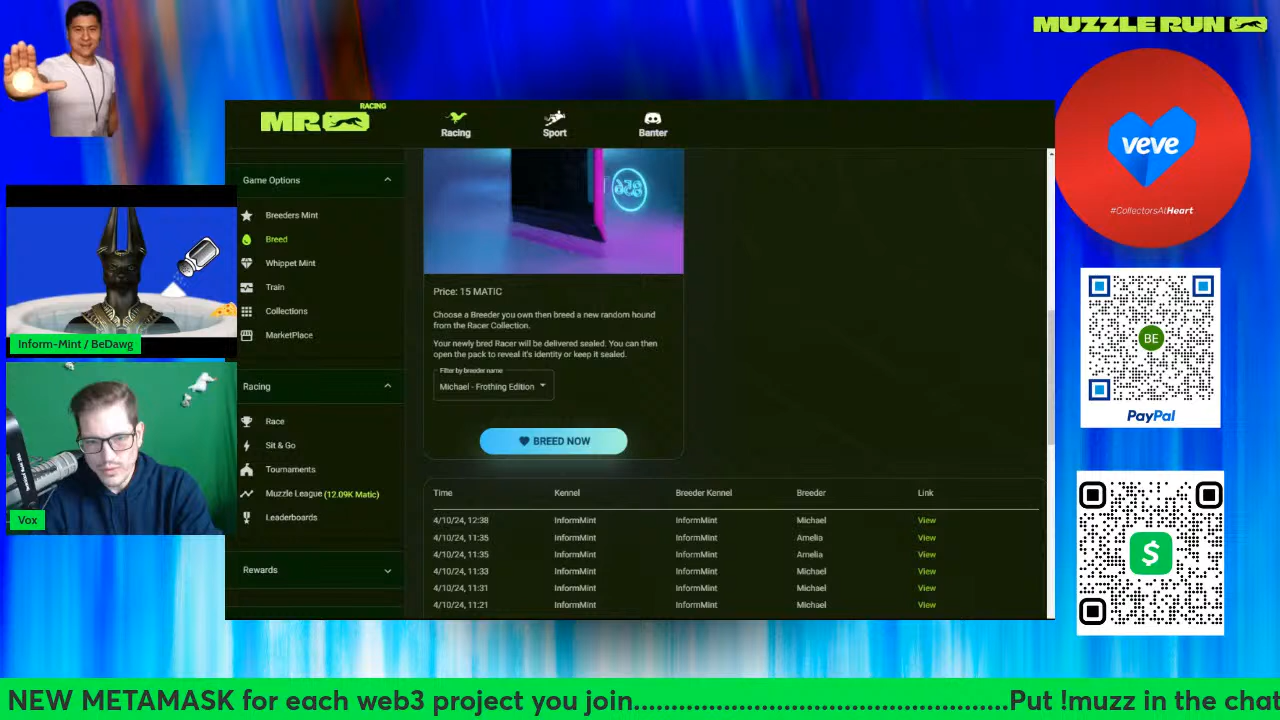 MUZZLE RUN
MR RACING
Racing
Sport
Banter
Game Options
Breeders Mint
Breed
Whippet Mint
Train
Collections
MarketPlace
Racing
Race
Sit & Go
Tournaments
Muzzle League (12.09K Matic)
Leaderboards
Rewards
Price: 15 MATIC
Choose a Breeder you own then breed a new random hound
from the Racer Collection.
Your newly bred Racer will be delivered sealed. You can then
open the pack to reveal it's identity or keep it sealed.
Filter by breeder name
Michael - Frothing Edition
BREED NOW
Time Kennel Breeder Kennel Breeder Link
4/10/24, 12:38 InformMint InformMint Michael View
4/10/24, 11:35 InformMint InformMint Amelia View
4/10/24, 11:35 InformMint InformMint Amelia View
4/10/24, 11:33 InformMint InformMint Michael View
4/10/24, 11:31 InformMint InformMint Michael View
4/10/24, 11:21 InformMint InformMint Michael View
Inform-Mint / BeDawg
Vox
veve
#CollectorsAtHeart
BE
PayPal
$
NEW METAMASK for each web3 project you join..................................................Put !muzz in the chat